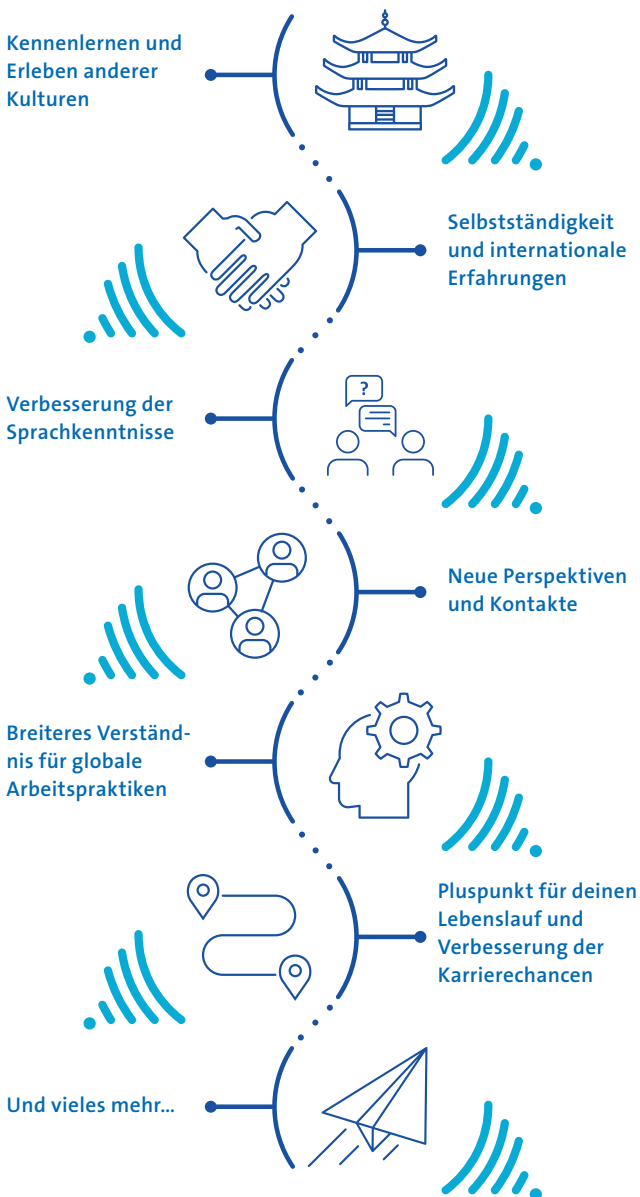 Kennenlernen und
Erleben anderer
Kulturen
Selbstständigkeit
und internationale
Erfahrungen
Verbesserung der
Sprachkenntnisse
?
Neue Perspektiven
und Kontakte
Breiteres Verständ-
nis für globale
Arbeitspraktiken
Pluspunkt für deinen
Lebenslauf und
Verbesserung der
Karrierechancen
Und vieles mehr...